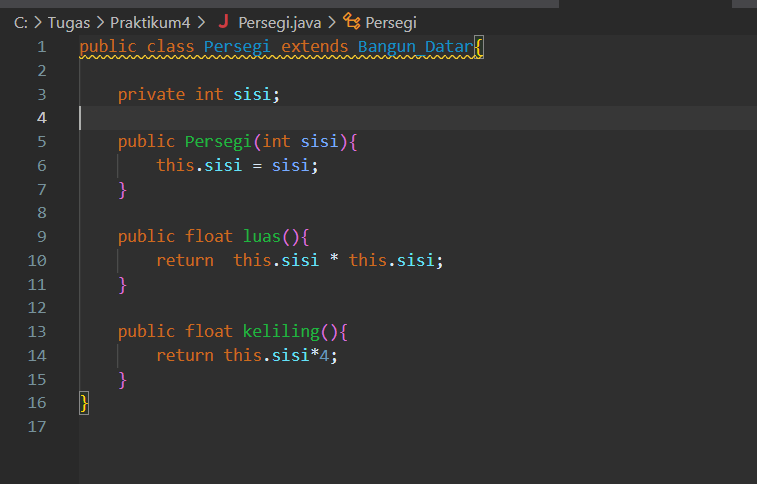 C: > Tugas > Praktikum4 > J Persegi.java > Persegi
1 public class Persegi extends Bangun_Datar{
2
3 private int sisi;
4
5 public Persegi(int sisi){
6 this.sisi = sisi;
7 }
8
9 public float luas(){
10 return  this.sisi * this.sisi;
11 }
12
13 public float keliling(){
14 return this.sisi*4;
15 }
16 }
17